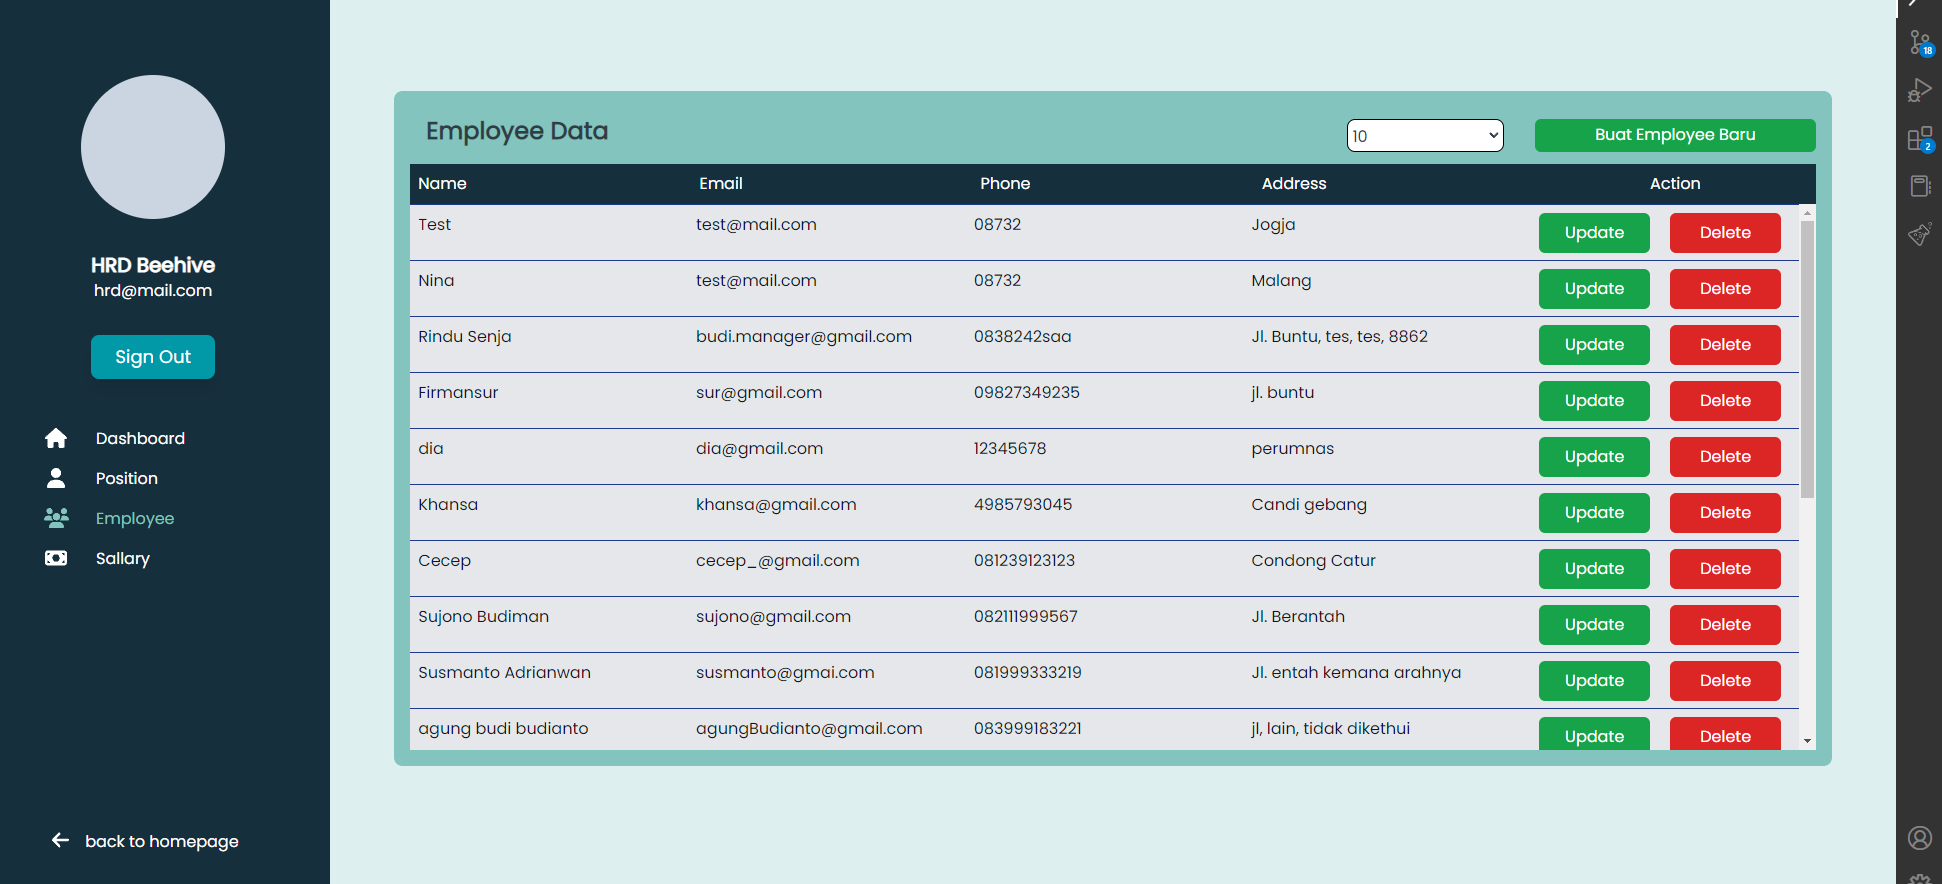 HRD Beehive
hrd@mail.com
Sign Out
Dashboard
Position
Employee
Sallary
back to homepage
Employee Data
10
Buat Employee Baru
Name Email Phone Address Action
Test test@mail.com 08732 Jogja Update Delete
Nina test@mail.com 08732 Malang Update Delete
Rindu Senja budi.manager@gmail.com 0838242saa Jl. Buntu, tes, tes, 8862 Update Delete
Firmansur sur@gmail.com 09827349235 jl. buntu Update Delete
dia dia@gmail.com 12345678 perumnas Update Delete
Khansa khansa@gmail.com 4985793045 Candi gebang Update Delete
Cecep cecep_@gmail.com 081239123123 Condong Catur Update Delete
Sujono Budiman sujono@gmail.com 082111999567 Jl. Berantah Update Delete
Susmanto Adrianwan susmanto@gmai.com 081999333219 Jl. entah kemana arahnya Update Delete
agung budi budianto agungBudianto@gmail.com 083999183221 jl, lain, tidak dikethui Update Delete
18
2